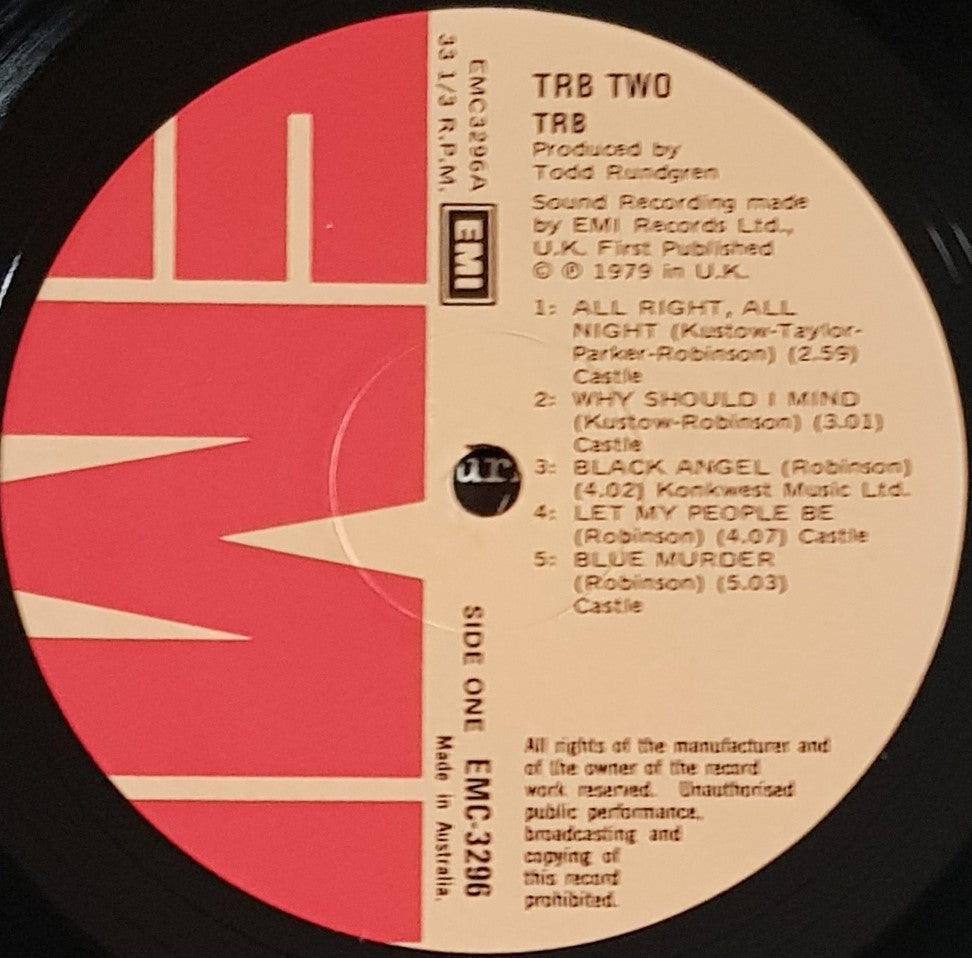 EMI
33 1/3 R.P.M.
EMC3296A
EMI
TRB TWO
TRB
Produced by
Todd Rundgren
Sound Recording made
by EMI Records Ltd.,
U.K. First Published
© ℗ 1979 in U.K.
1: ALL RIGHT, ALL
NIGHT (Kustow-Taylor-
Parker-Robinson) (2.59)
Castle
2: WHY SHOULD I MIND
(Kustow-Robinson) (3.01)
Castle
3: BLACK ANGEL (Robinson)
(4.02) Konkwest Music Ltd.
4: LET MY PEOPLE BE
(Robinson) (4.07) Castle
5: BLUE MURDER
(Robinson) (5.03)
Castle
SIDE ONE EMC-3296
Made in Australia.
All rights of the manufacturer and
of the owner of the record
work reserved. Unauthorised
public performance,
broadcasting and
copying of
this record
prohibited.